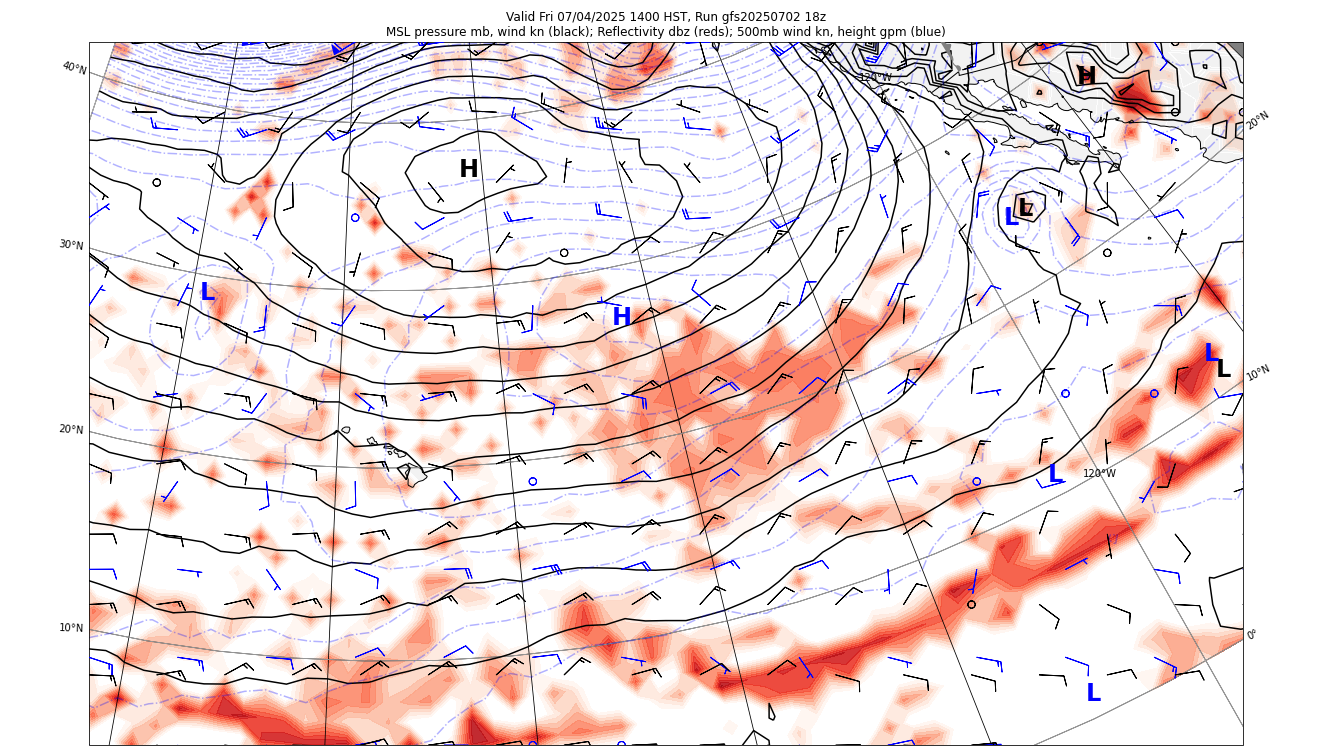 Valid Fri 07/04/2025 1400 HST, Run gfs20250702 18z
MSL pressure mb, wind kn (black); Reflectivity dbz (reds); 500mb wind kn, height gpm (blue)
40°N
120°W
H
20°N
H
L
L
30°N
L
H
L
L
10°N
20°N
L
120°W
10°N
0°
L